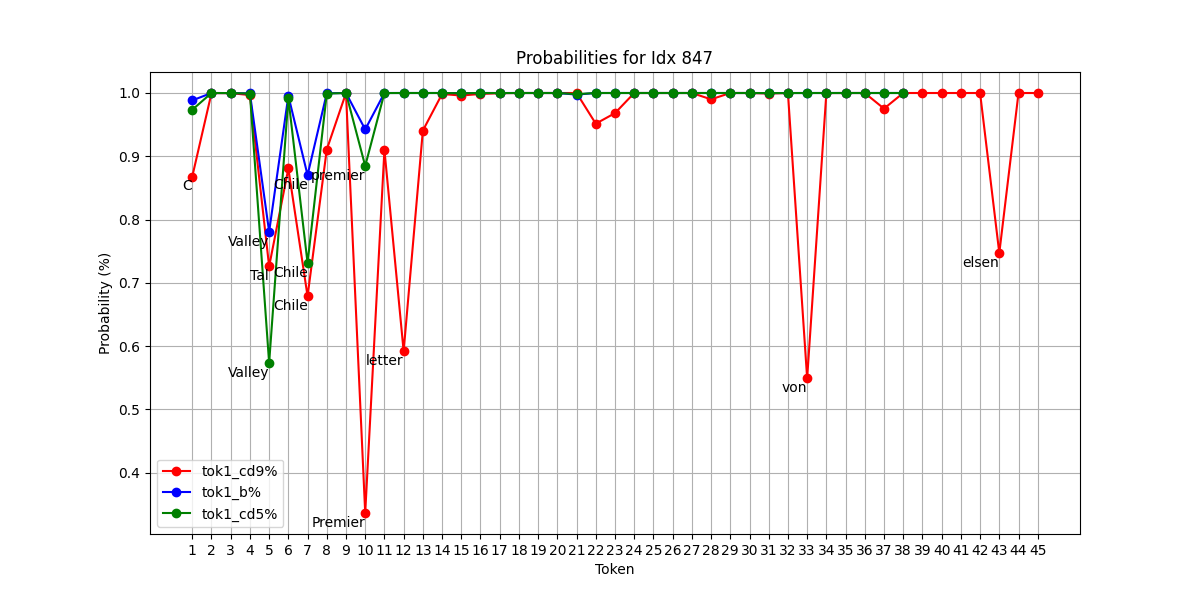 Probabilities for Idx 847
Probability (%)
1.0
0.9
0.8
0.7
0.6
0.5
0.4
C
Valley
Tal
Valley
Chile
Chile
Chile
premier
Premier
letter
von
elsen
tok1_cd9%
tok1_b%
tok1_cd5%
1 2 3 4 5 6 7 8 9 10 11 12 13 14 15 16 17 18 19 20 21 22 23 24 25 26 27 28 29 30 31 32 33 34 35 36 37 38 39 40 41 42 43 44 45
Token